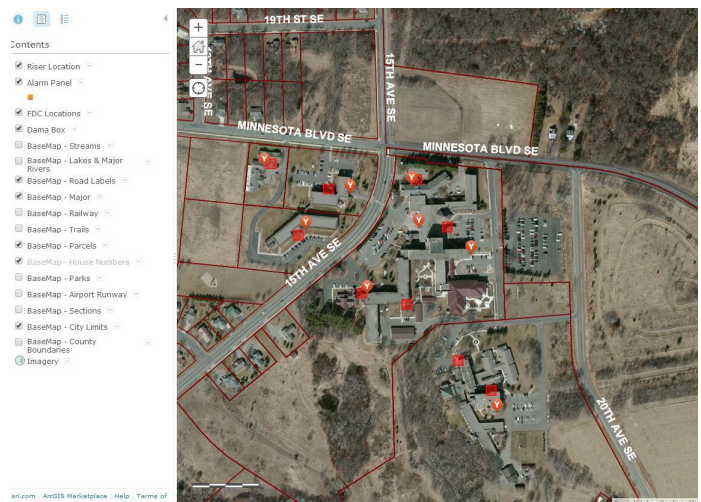 Contents
Riser Location
Alarm Panel
FDC Locations
Dama Box
BaseMap - Streams
BaseMap - Lakes & Major
Rivers
BaseMap - Road Labels
BaseMap - Major
BaseMap - Railway
BaseMap - Trails
BaseMap - Parcels
BaseMap - House Numbers
BaseMap - Parks
BaseMap - Airport Runway
BaseMap - Sections
BaseMap - City Limits
BaseMap - County
Boundaries
Imagery
sri.com . ArcGIS Marketplace . Help . Terms of
19TH ST SE
AVE SE
15TH AVE SE
MINNESOTA BLVD SE
MINNESOTA BLVD SE
Y
Y
Y
Y
Y
Y
Y
15TH AVE SE
Y
20TH AVE SE